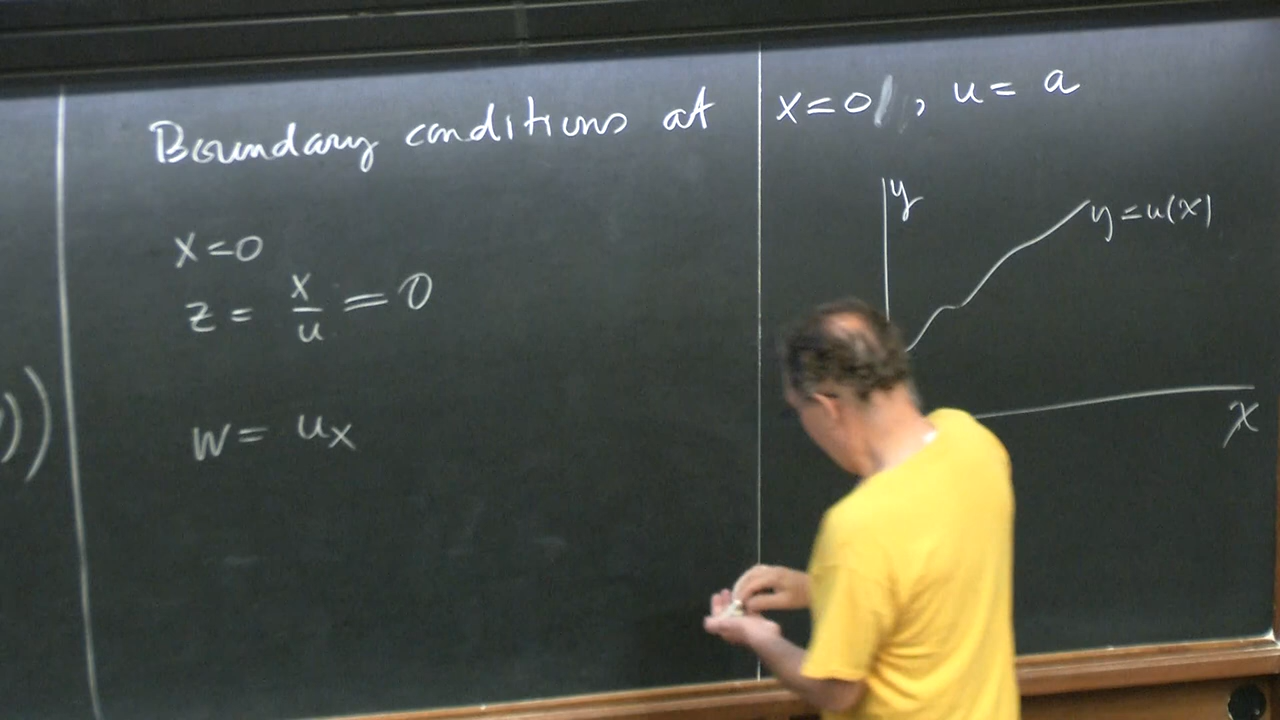 Boundary conditions at x=0, u= a
x=0
z = x/u = 0
w = u_x
y
y=u(x)
x
))